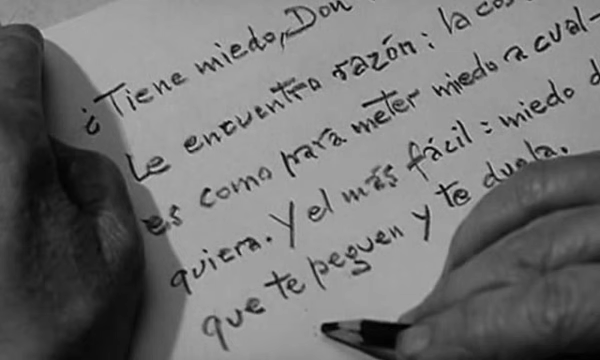 ¿Tiene miedo, Don
Le encuentro razón: la cos
es como para meter miedo a cual-
quiera. Y el más fácil: miedo d
que te peguen y te duela.